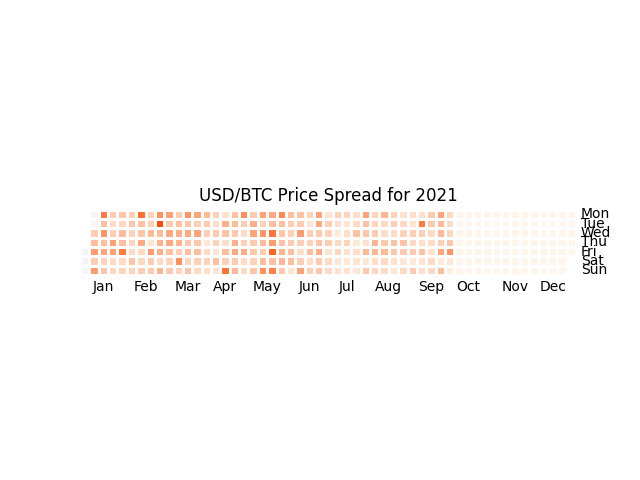 USD/BTC Price Spread for 2021
Mon
Tue
Wed
Thu
Fri
Sat
Sun
Jan Feb Mar Apr May Jun Jul Aug Sep Oct Nov Dec